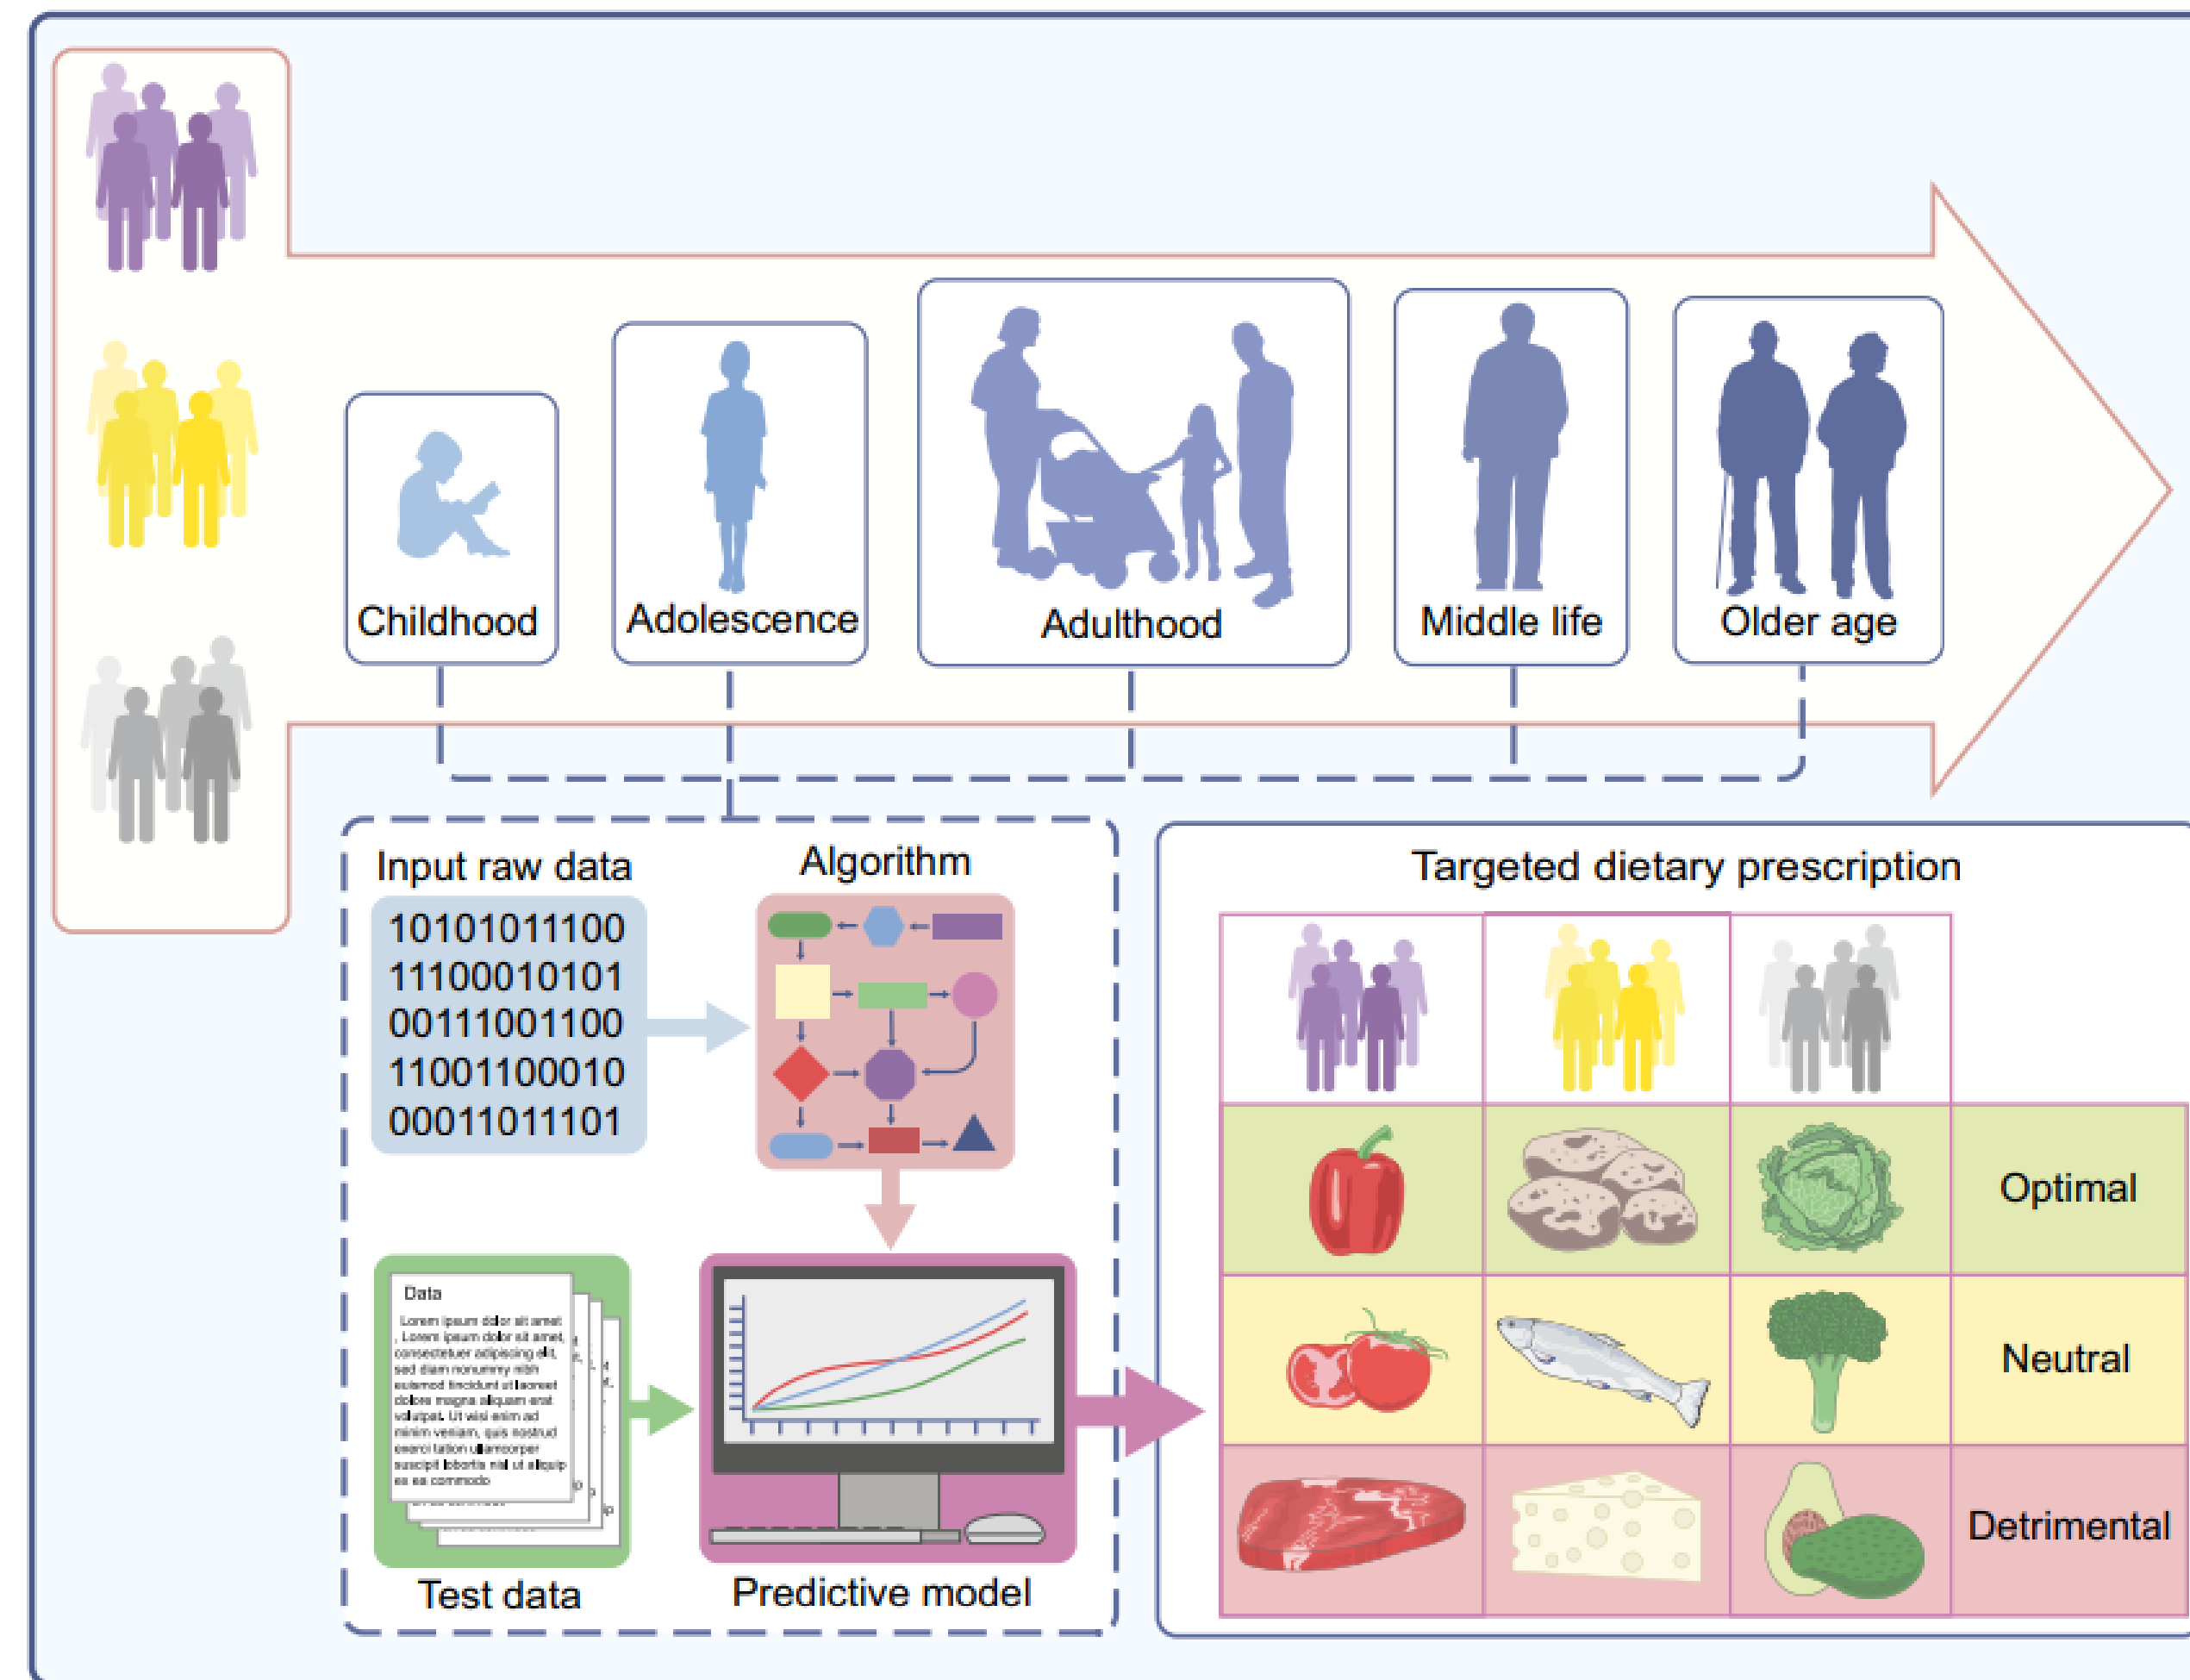 Childhood
Adolescence
Adulthood
Middle life
Older age
Input raw data
10101011100
11100010101
00111001100
11001100010
00011011101
Algorithm
Data
Lorem ipsum dolor sit amet
, Lorem ipsum dolor sit amet,
consectetuer adipiscing elit,
sed diam nonummy nibh
euismod tincidunt ut laoreet
dolore magna aliquam erat
volutpat. Ut wisi enim ad
minim veniam, quis nostrud
exerci tation ullamcorper
suscipit lobortis nisl ut aliquip
ex ea commodo
Test data
Predictive model
Targeted dietary prescription
Optimal
Neutral
Detrimental